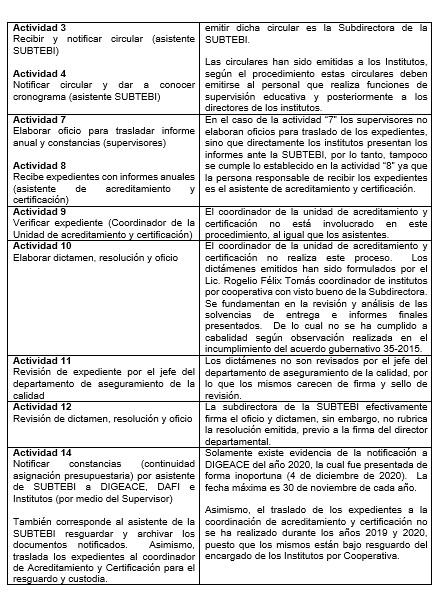 Actividad 3
Recibir y notificar circular (asistente
SUBTEBI)
Actividad 4
Notificar circular y dar a conocer
cronograma (asistente SUBTEBI)
emitir dicha circular es la Subdirectora de la
SUBTEBI.
Las circulares han sido emitidas a los Institutos,
según el procedimiento estas circulares deben
emitirse al personal que realiza funciones de
supervisión educativa y posteriormente a los
directores de los institutos.
Actividad 7
Elaborar oficio para trasladar informe
anual y constancias (supervisores)
Actividad 8
Recibe expedientes con informes anuales
(asistente de acreditamiento y
certificación)
En el caso de la actividad "7" los supervisores no
elaboran oficios para traslado de los expedientes,
sino que directamente los institutos presentan los
informes ante la SUBTEBI, por lo tanto, tampoco
se cumple lo establecido en la actividad "8" ya que
la persona responsable de recibir los expedientes
es el asistente de acreditamiento y certificación.
Actividad 9
Verificar expediente (Coordinador de la
Unidad de acreditamiento y certificación)
El coordinador de la unidad de acreditamiento y
certificación no está involucrado en este
procedimiento, al igual que los asistentes.
Actividad 10
Elaborar dictamen, resolución y oficio
El coordinador de la unidad de acreditamiento y
certificación no realiza este proceso. Los
dictámenes emitidos han sido formulados por el
Lic. Rogelio Félix Tomás coordinador de institutos
por cooperativa con visto bueno de la Subdirectora.
Se fundamentan en la revisión y análisis de las
solvencias de entrega e informes finales
presentados. De lo cual no se ha cumplido a
cabalidad según observación realizada en el
incumplimiento del acuerdo gubernativo 35-2015.
Actividad 11
Revisión de expediente por el jefe del
departamento de aseguramiento de la
calidad
Los dictámenes no son revisados por el jefe del
departamento de aseguramiento de la calidad, por
lo que los mismos carecen de firma y sello de
revisión.
Actividad 12
Revisión de dictamen, resolución y oficio
La subdirectora de la SUBTEBI efectivamente
firma el oficio y dictamen, sin embargo, no rubrica
la resolución emitida, previo a la firma del director
departamental.
Actividad 14
Notificar constancias (continuidad
asignación presupuestaria) por asistente
de SUBTEBI a DIGEACE, DAFI e
Institutos (por medio del Supervisor)
También corresponde al asistente de la
SUBTEBI resguardar y archivar los
documentos notificados. Asimismo,
traslada los expedientes al coordinador
de Acreditamiento y Certificación para el
resguardo y custodia.
Solamente existe evidencia de la notificación a
DIGEACE del año 2020, la cual fue presentada de
forma inoportuna (4 de diciembre de 2020). La
fecha máxima es 30 de noviembre de cada año.
Asimismo, el traslado de los expedientes a la
coordinación de acreditamiento y certificación no
se ha realizado durante los años 2019 y 2020,
puesto que los mismos están bajo resguardo del
encargado de los Institutos por Cooperativa.